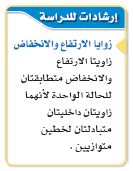 إرشادات للدراسة
زوايا الارتفاع والانخفاض
زاويتا الارتفاع
والانخفاض متطابقتان
للحالة الواحدة لأنهما
زاويتان داخليتان
متبادلتان لخطين
متوازيين .